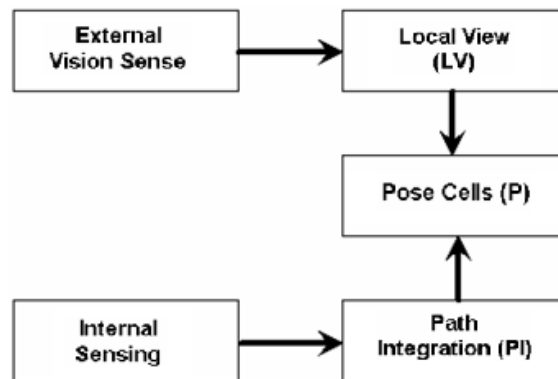 External
Vision Sense
Local View
(LV)
Pose Cells (P)
Internal
Sensing
Path
Integration (PI)